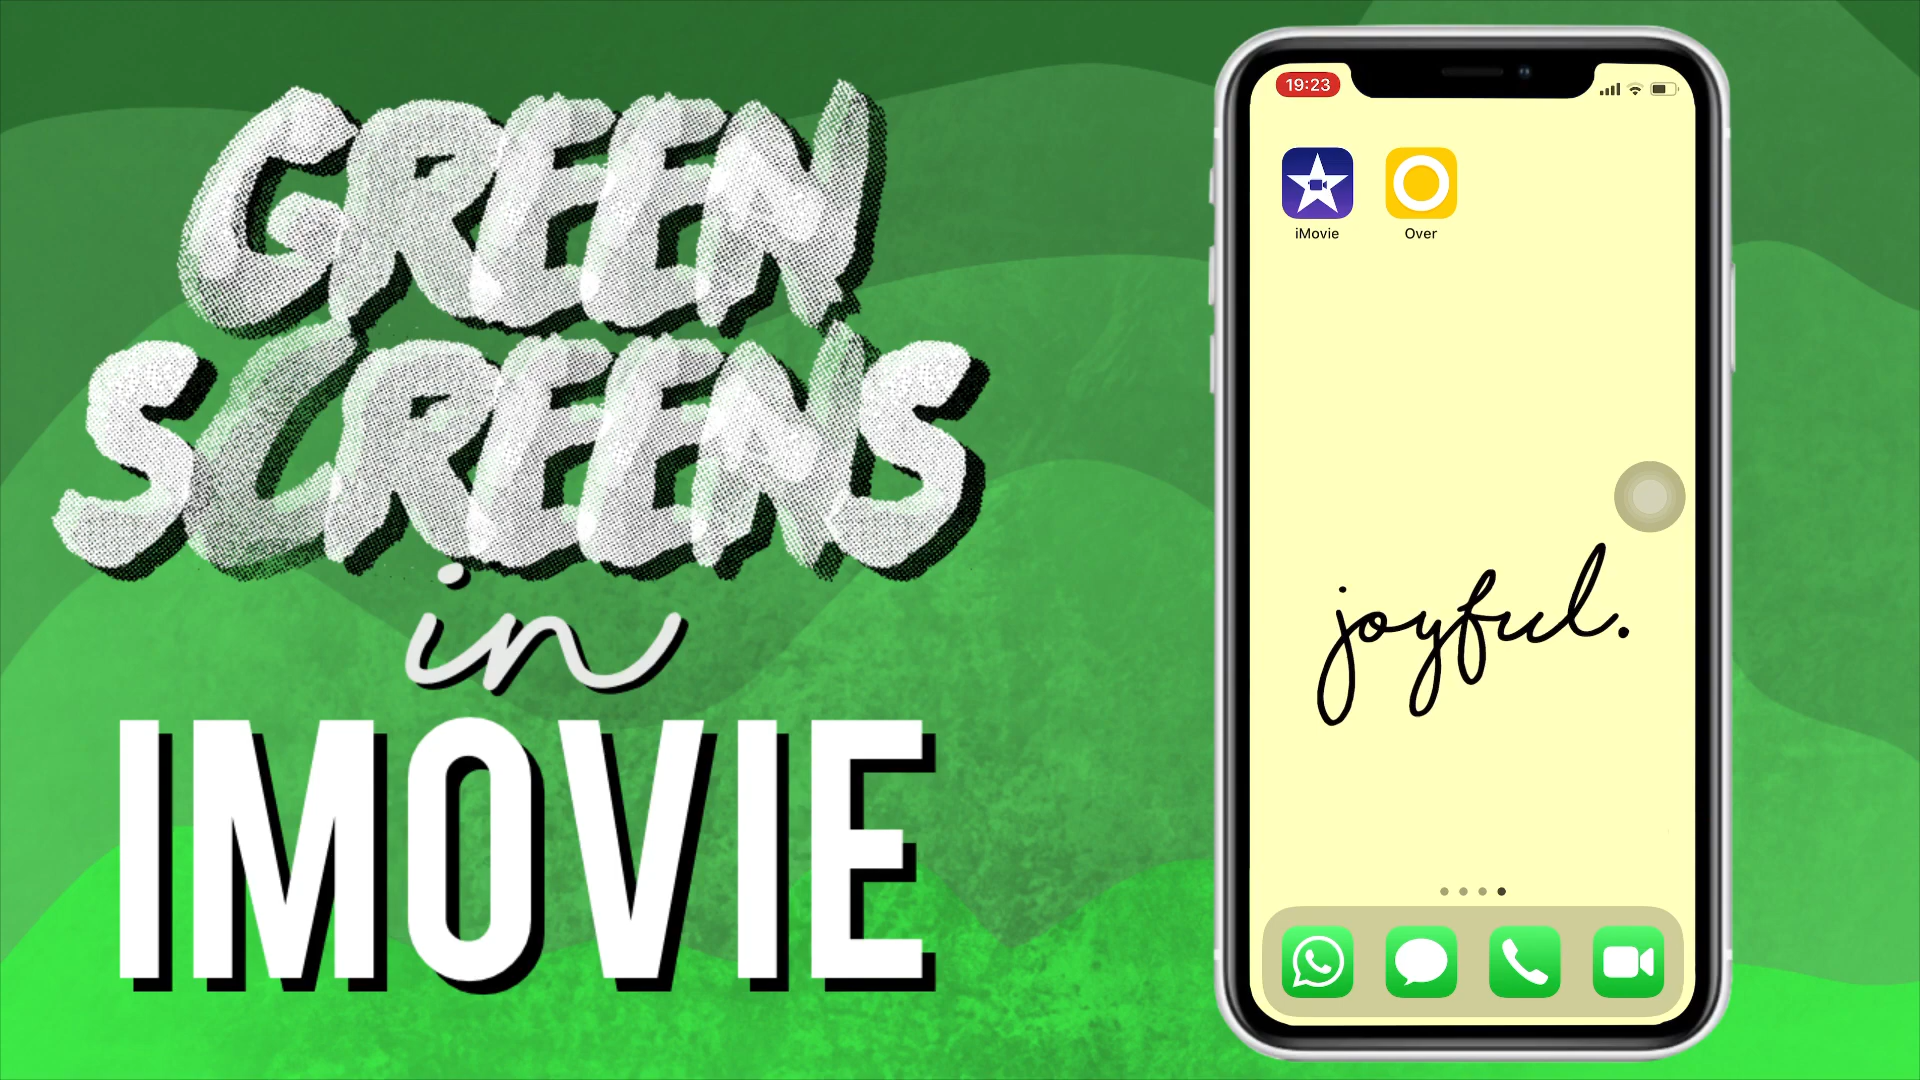 GREEN
SCREENS
in
IMOVIE
19:23
iMovie
Over
joyful.